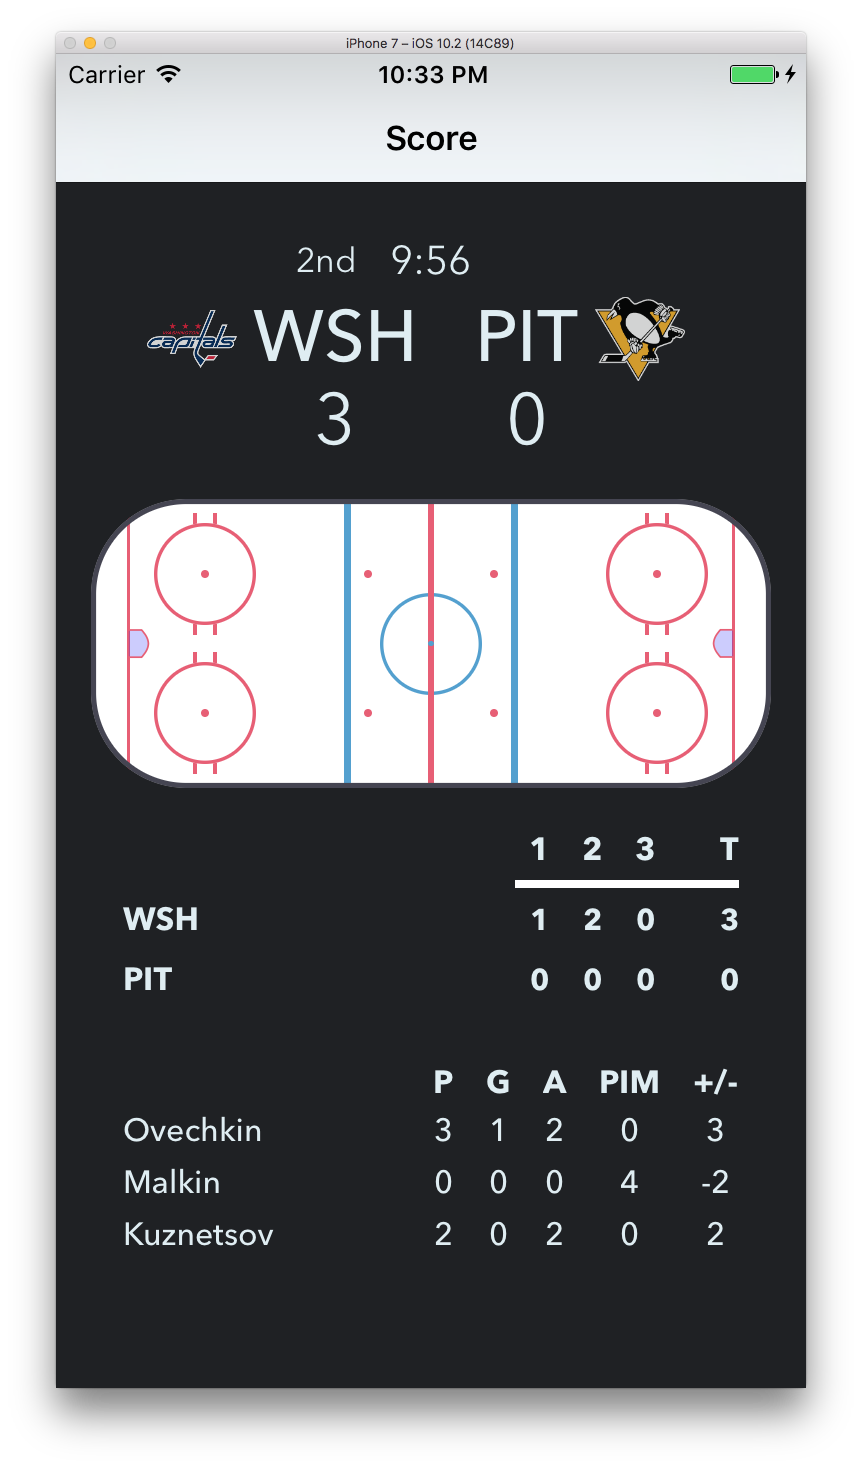 iPhone 7 – iOS 10.2 (14C89)
Carrier 10:33 PM
Score
2nd 9:56
capitals WSH PIT
3 0
1 2 3 T
WSH 1 2 0 3
PIT 0 0 0 0
P G A PIM +/-
Ovechkin 3 1 2 0 3
Malkin 0 0 0 4 -2
Kuznetsov 2 0 2 0 2